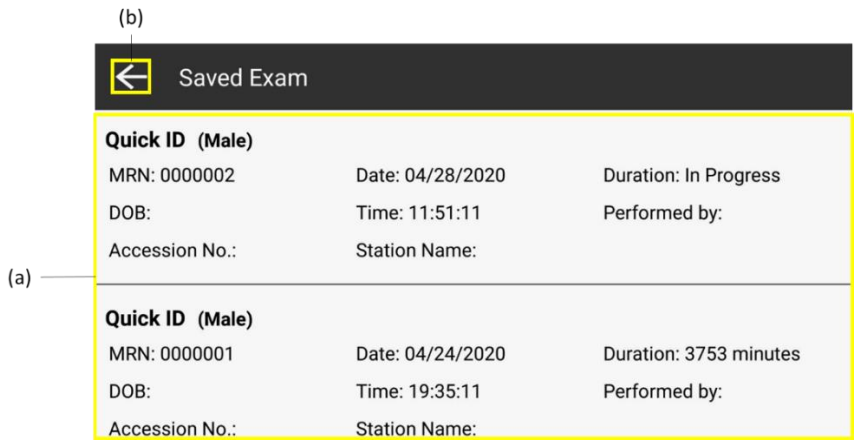 (b)
Saved Exam
Quick ID (Male)
MRN: 0000002 Date: 04/28/2020 Duration: In Progress
DOB: Time: 11:51:11 Performed by:
Accession No.: Station Name:
(a)
Quick ID (Male)
MRN: 0000001 Date: 04/24/2020 Duration: 3753 minutes
DOB: Time: 19:35:11 Performed by:
Accession No.: Station Name: